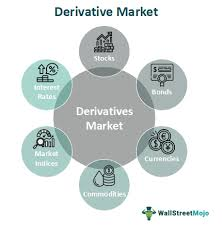 Derivative Market
Stocks
Interest
Rates
Bonds
Derivatives
Market
Market
Indices
Currencies
Commodities
WallStreetMojo